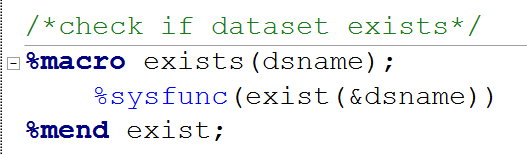 /*check if dataset exists*/
%macro exists(dsname);
    %sysfunc(exist(&dsname))
%mend exist;